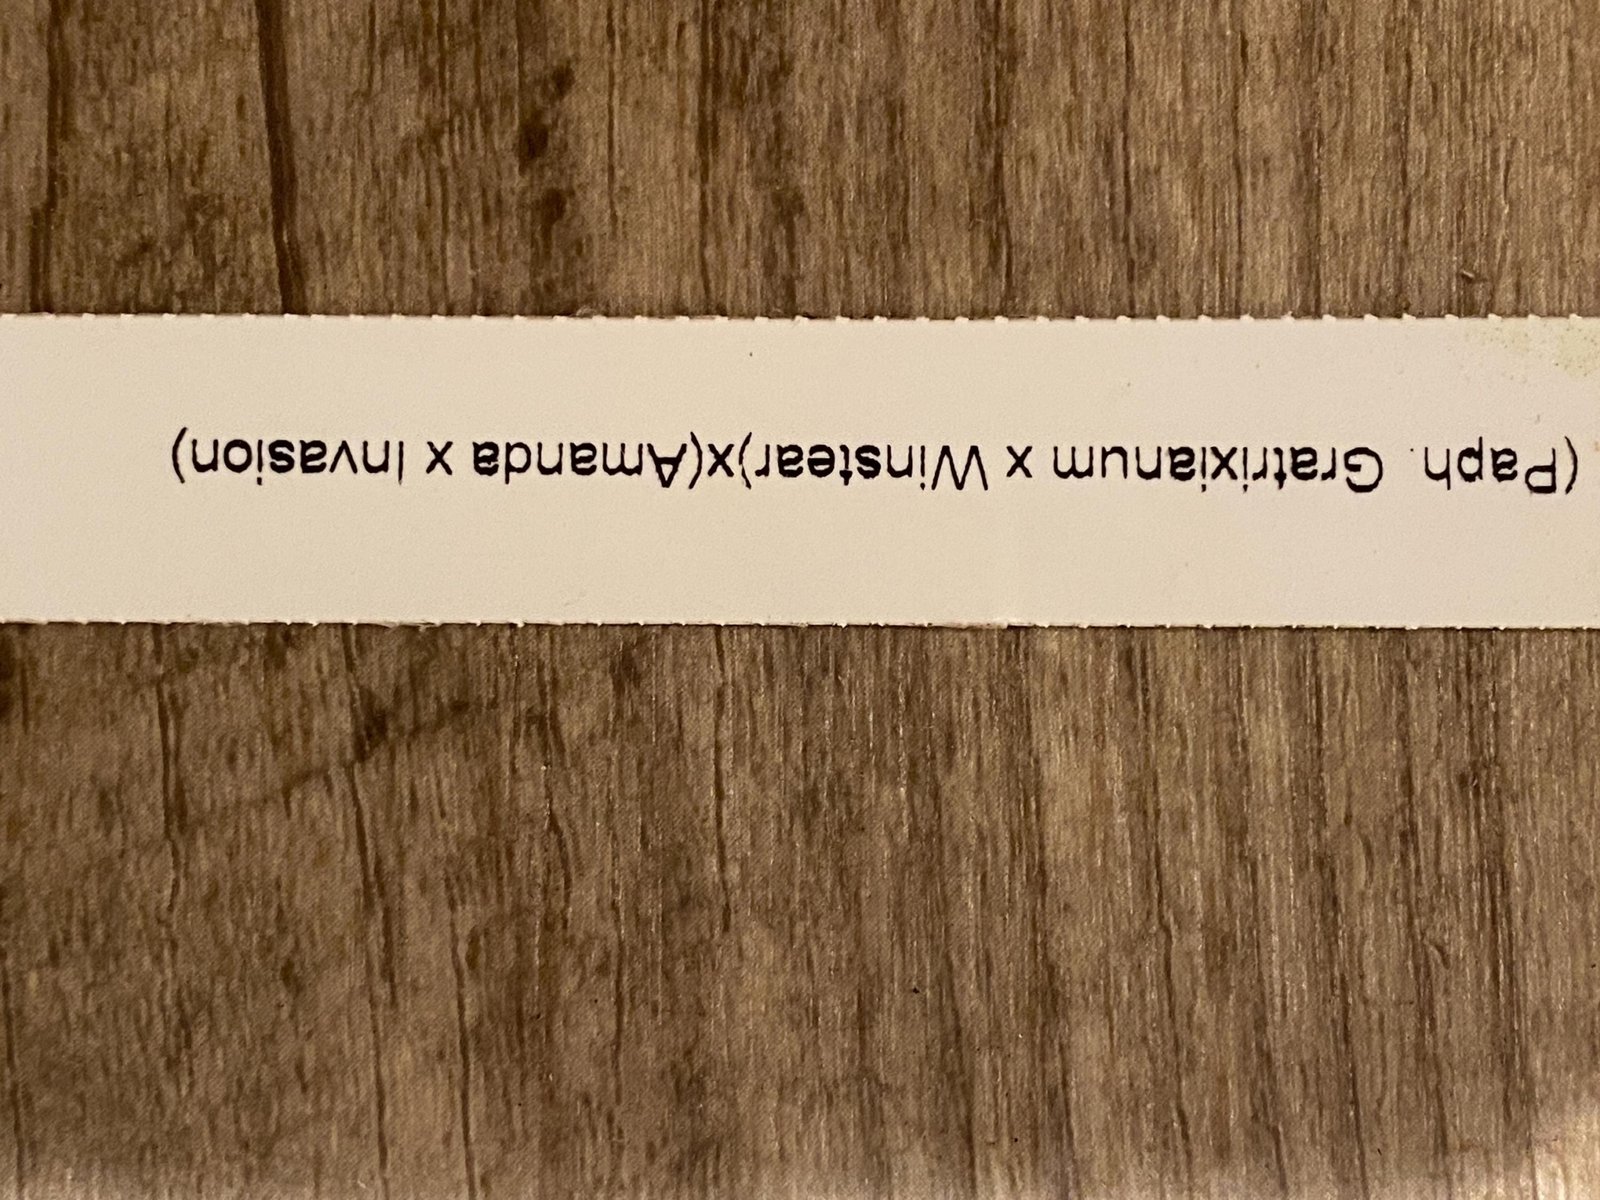 (Paph. Gratrixianum x Winstear)x(Amanda x Invasion)